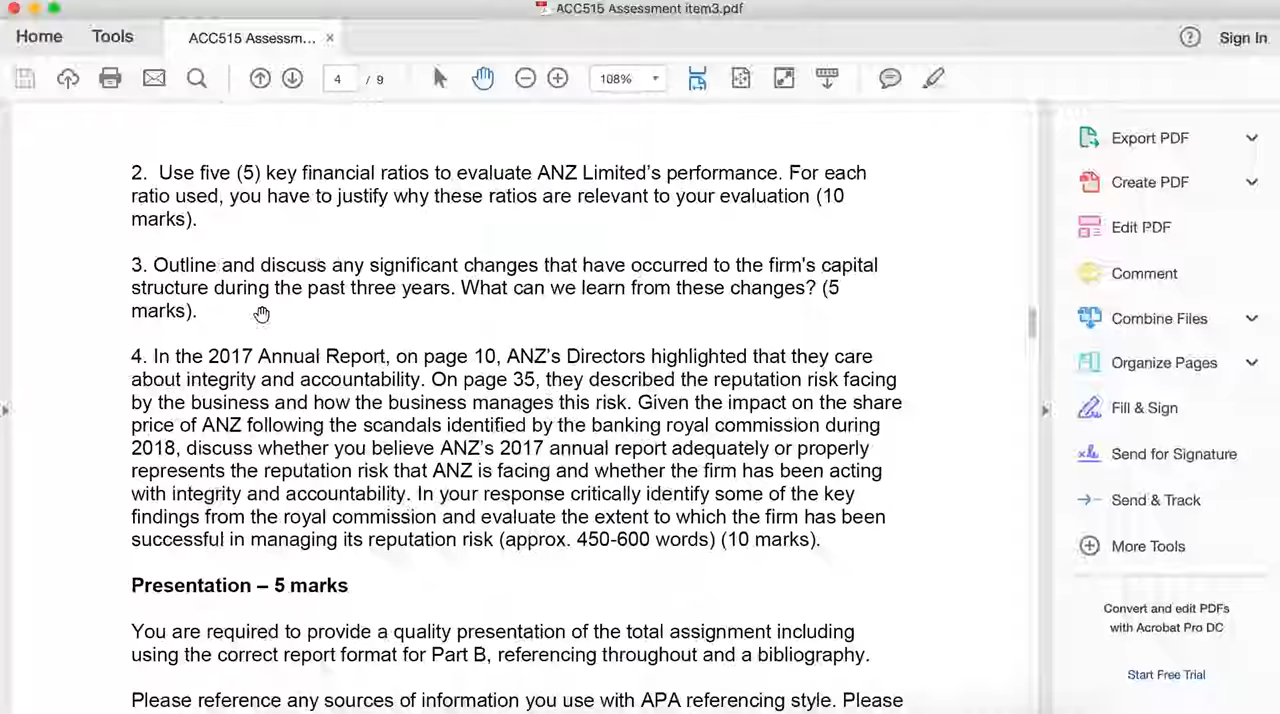 ACC515 Assessment item3.pdf
Home Tools ACC515 Assessm... × ? Sign In
4 / 9 108%
2. Use five (5) key financial ratios to evaluate ANZ Limited's performance. For each
ratio used, you have to justify why these ratios are relevant to your evaluation (10
marks).
3. Outline and discuss any significant changes that have occurred to the firm's capital
structure during the past three years. What can we learn from these changes? (5
marks).
4. In the 2017 Annual Report, on page 10, ANZ's Directors highlighted that they care
about integrity and accountability. On page 35, they described the reputation risk facing
by the business and how the business manages this risk. Given the impact on the share
price of ANZ following the scandals identified by the banking royal commission during
2018, discuss whether you believe ANZ's 2017 annual report adequately or properly
represents the reputation risk that ANZ is facing and whether the firm has been acting
with integrity and accountability. In your response critically identify some of the key
findings from the royal commission and evaluate the extent to which the firm has been
successful in managing its reputation risk (approx. 450-600 words) (10 marks).
Presentation – 5 marks
You are required to provide a quality presentation of the total assignment including
using the correct report format for Part B, referencing throughout and a bibliography.
Please reference any sources of information you use with APA referencing style. Please
Export PDF
Create PDF
Edit PDF
Comment
Combine Files
Organize Pages
Fill & Sign
Send for Signature
Send & Track
More Tools
Convert and edit PDFs
with Acrobat Pro DC
Start Free Trial